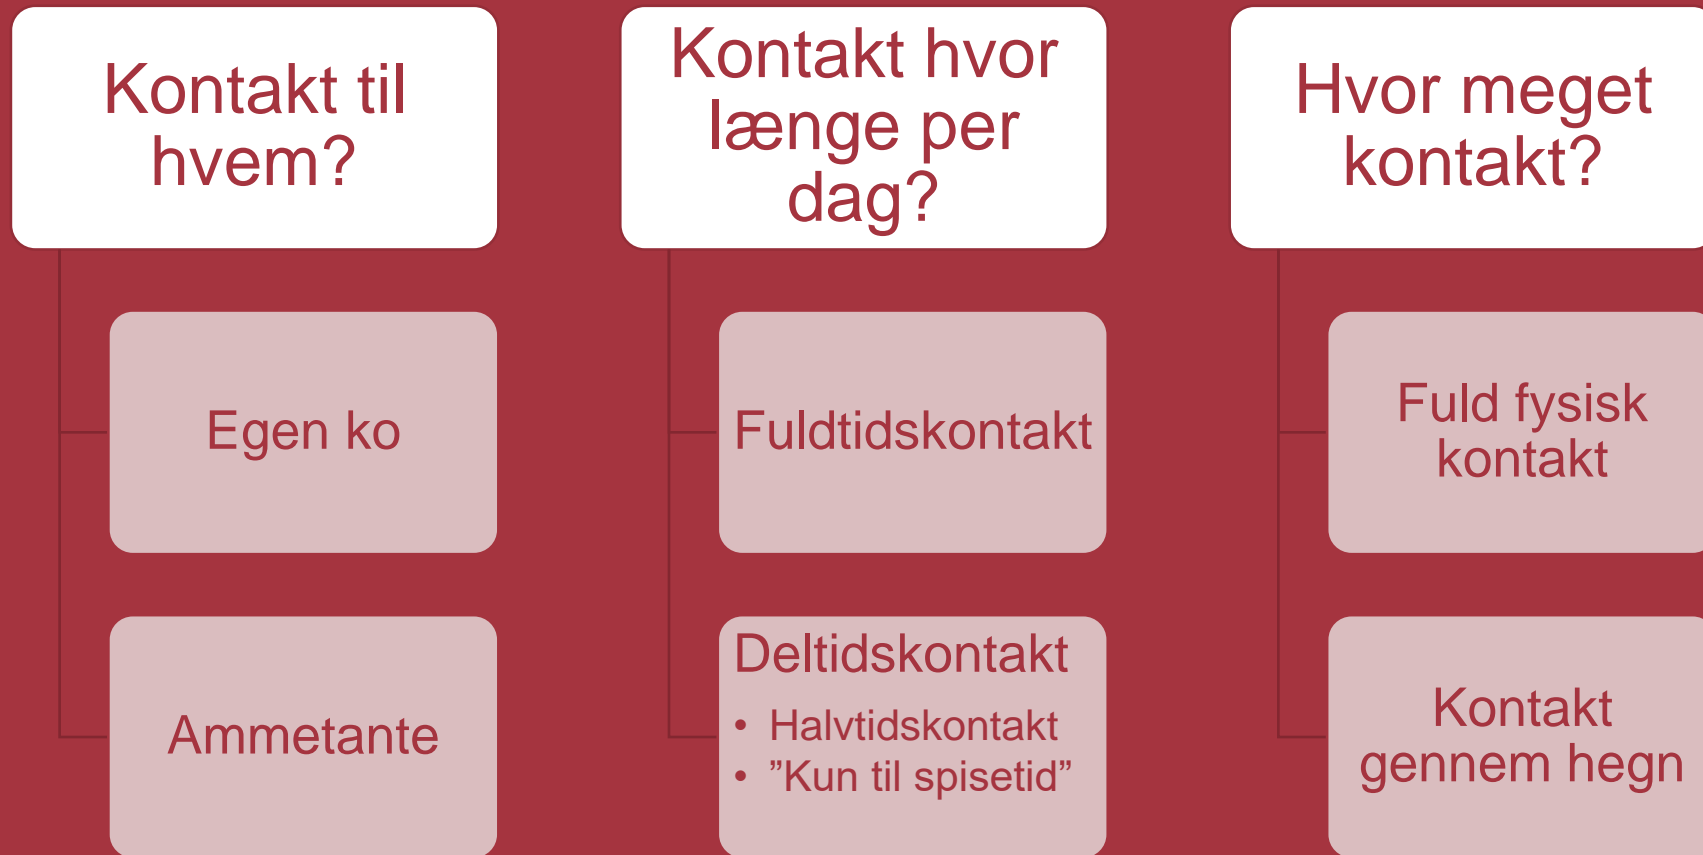 Kontakt til
hvem?
Egen ko
Ammetante
Kontakt hvor
længe per
dag?
Fuldtidskontakt
Deltidskontakt
• Halvtidskontakt
• ”Kun til spisetid”
Hvor meget
kontakt?
Fuld fysisk
kontakt
Kontakt
gennem hegn